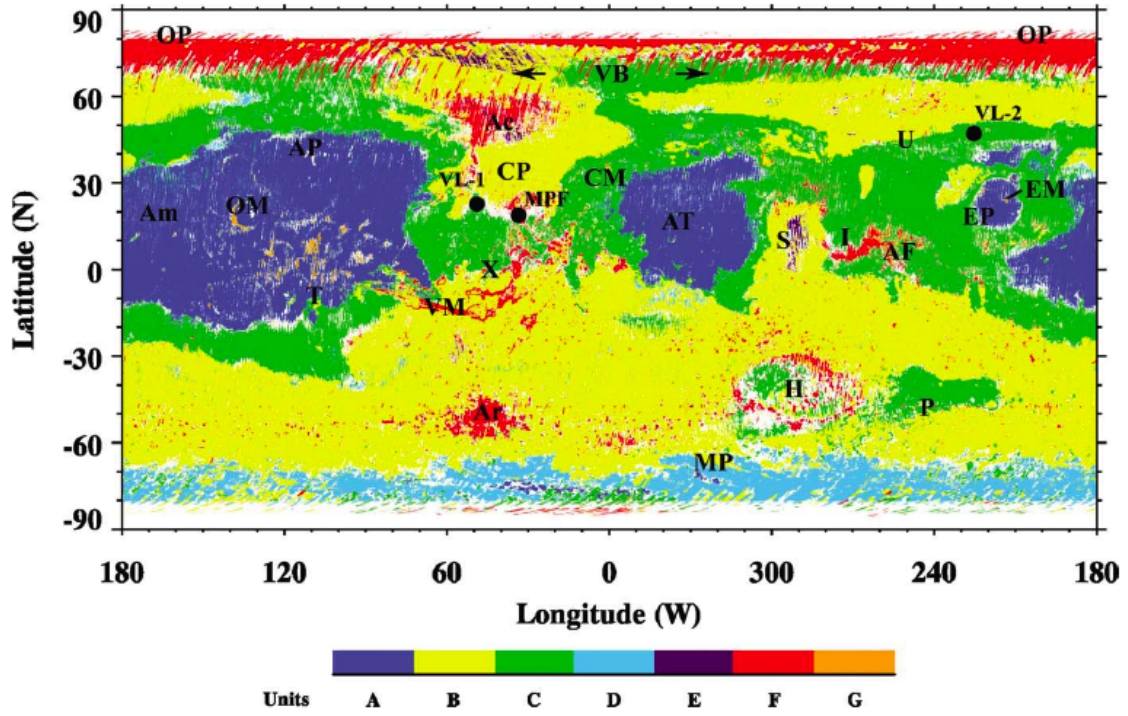 90
OP OP
VB
60
Ac VL-2
AP U
CP CM
30
VL-1 MPF EM
Am OM AT S I EP
AF
0
X
T VM
-30
H
Ar P
-60
MP
-90
180 120 60 0 300 240 180
Latitude (N)
Longitude (W)
Units A B C D E F G